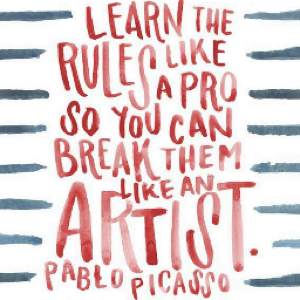 LEARN THE
RULES LIKE
A PRO
SO YOU CAN
BREAK THEM
LIKE AN
ARTIST.
PABLO PICASSO